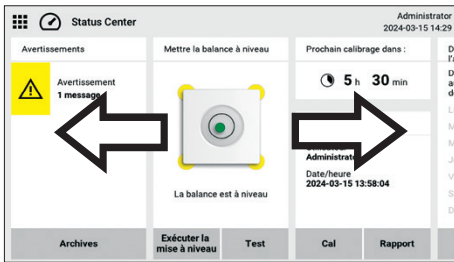 Status Center
Administrator
2024-03-15 14:29
Avertissements
Avertissement
1 message
Archives
Mettre la balance à niveau
La balance est à niveau
Exécuter la
mise à niveau
Test
Prochain calibrage dans :
5 h 30 min
Administrat
Date/heure
2024-03-15 13:58:04
Cal
Rapport